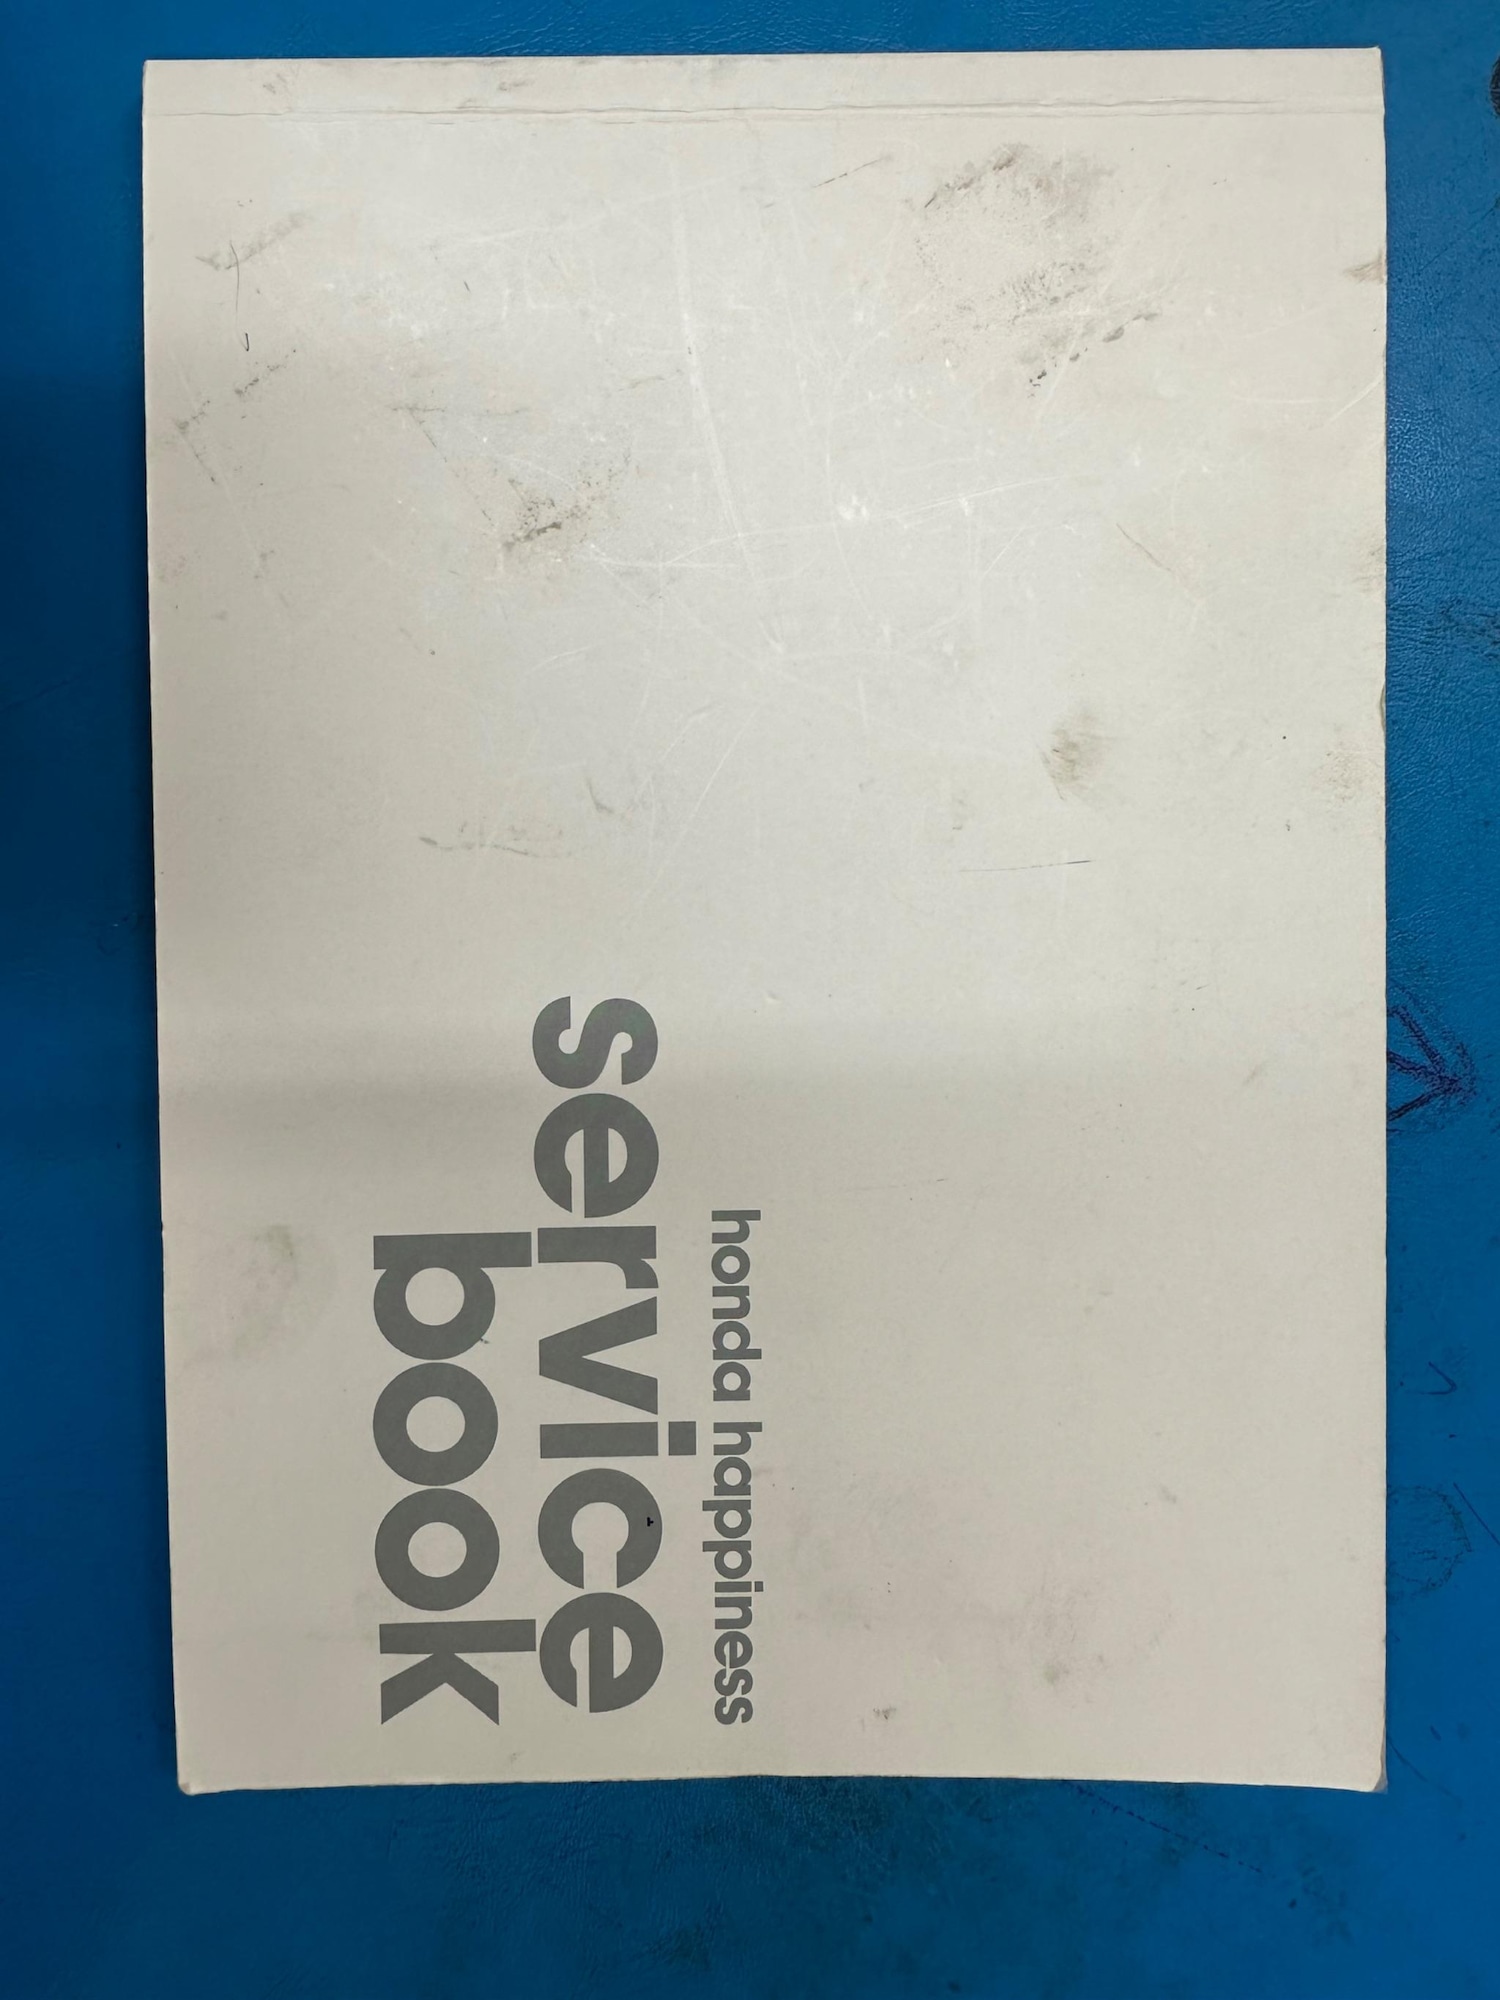 honda happiness
service
book